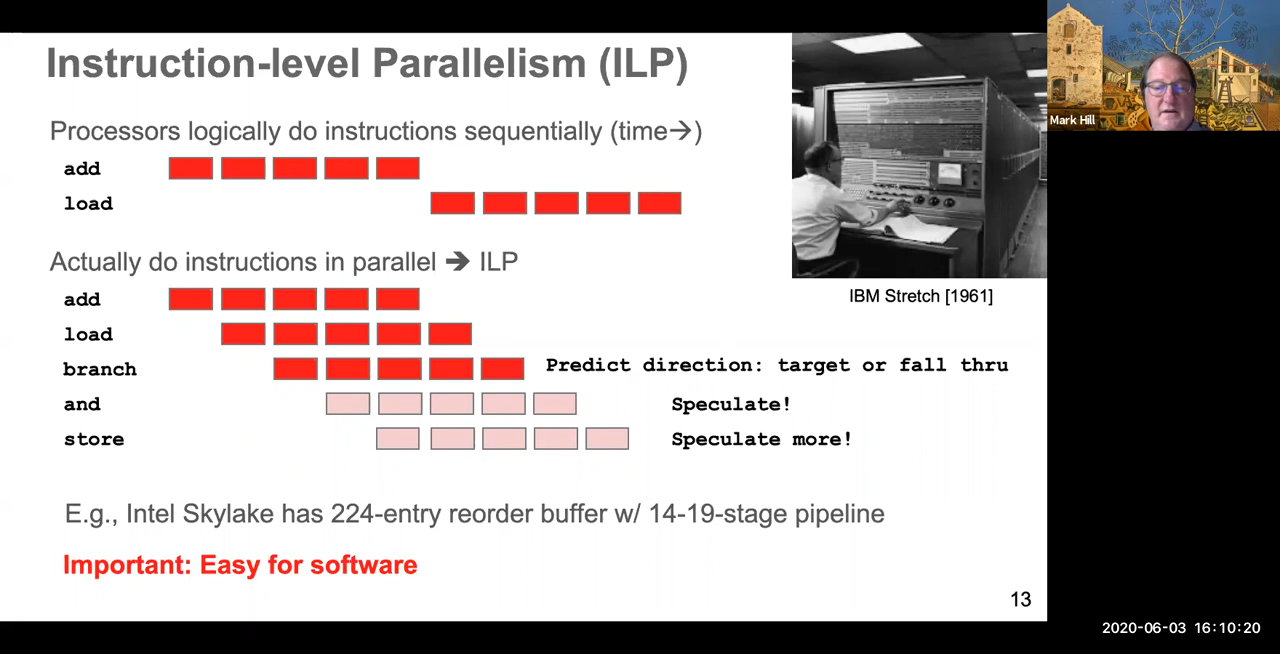 Instruction-level Parallelism (ILP)
Processors logically do instructions sequentially (time→)
add
load
Actually do instructions in parallel ➔ ILP
add
load
branch Predict direction: target or fall thru
and Speculate!
store Speculate more!
E.g., Intel Skylake has 224-entry reorder buffer w/ 14-19-stage pipeline
Important: Easy for software
13
IBM Stretch [1961]
Mark Hill
2020-06-03 16:10:20